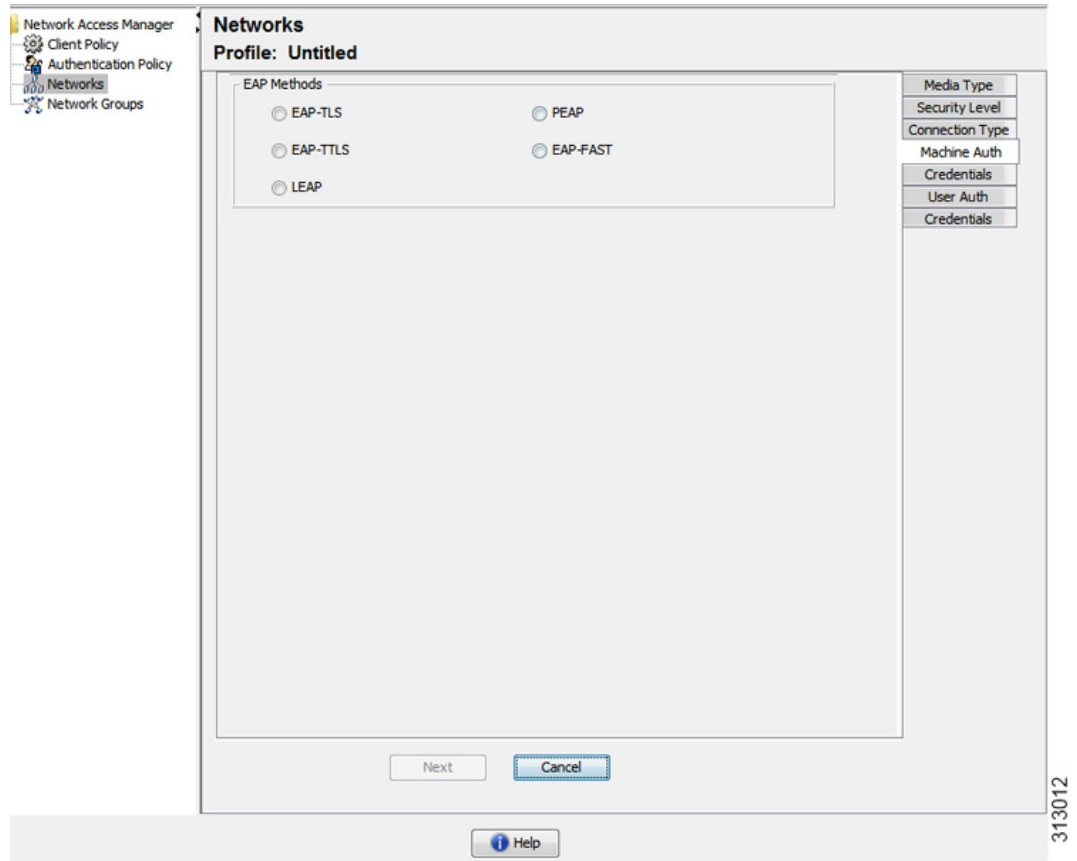 Network Access Manager
Client Policy
Authentication Policy
Networks
Network Groups
Networks
Profile: Untitled
EAP Methods
EAP-TLS
PEAP
EAP-TTLS
EAP-FAST
LEAP
Media Type
Security Level
Connection Type
Machine Auth
Credentials
User Auth
Credentials
Next
Cancel
Help
313012